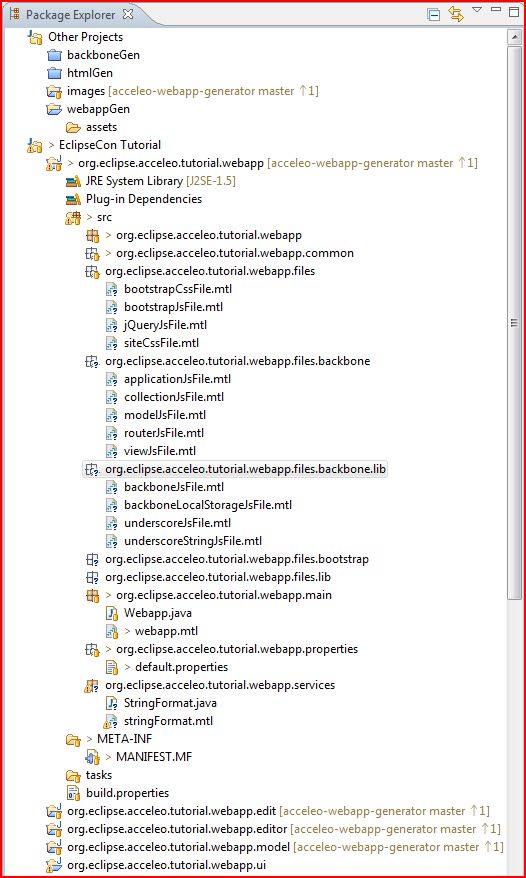 Package Explorer
Other Projects
backboneGen
htmlGen
images [acceleo-webapp-generator master ↑1]
webappGen
assets
> EclipseCon Tutorial
> org.eclipse.acceleo.tutorial.webapp [acceleo-webapp-generator master ↑1]
JRE System Library [J2SE-1.5]
Plug-in Dependencies
> src
> org.eclipse.acceleo.tutorial.webapp
> org.eclipse.acceleo.tutorial.webapp.common
org.eclipse.acceleo.tutorial.webapp.files
bootstrapCssFile.mtl
bootstrapJsFile.mtl
jQueryJsFile.mtl
siteCssFile.mtl
org.eclipse.acceleo.tutorial.webapp.files.backbone
applicationJsFile.mtl
collectionJsFile.mtl
modelJsFile.mtl
routerJsFile.mtl
viewJsFile.mtl
org.eclipse.acceleo.tutorial.webapp.files.backbone.lib
backboneJsFile.mtl
backboneLocalStorageJsFile.mtl
underscoreJsFile.mtl
underscoreStringJsFile.mtl
org.eclipse.acceleo.tutorial.webapp.files.bootstrap
org.eclipse.acceleo.tutorial.webapp.files.lib
> org.eclipse.acceleo.tutorial.webapp.main
Webapp.java
> webapp.mtl
> org.eclipse.acceleo.tutorial.webapp.properties
> default.properties
org.eclipse.acceleo.tutorial.webapp.services
StringFormat.java
stringFormat.mtl
> META-INF
> MANIFEST.MF
tasks
build.properties
org.eclipse.acceleo.tutorial.webapp.edit [acceleo-webapp-generator master ↑1]
org.eclipse.acceleo.tutorial.webapp.editor [acceleo-webapp-generator master ↑1]
org.eclipse.acceleo.tutorial.webapp.model [acceleo-webapp-generator master ↑1]
org.eclipse.acceleo.tutorial.webapp.ui